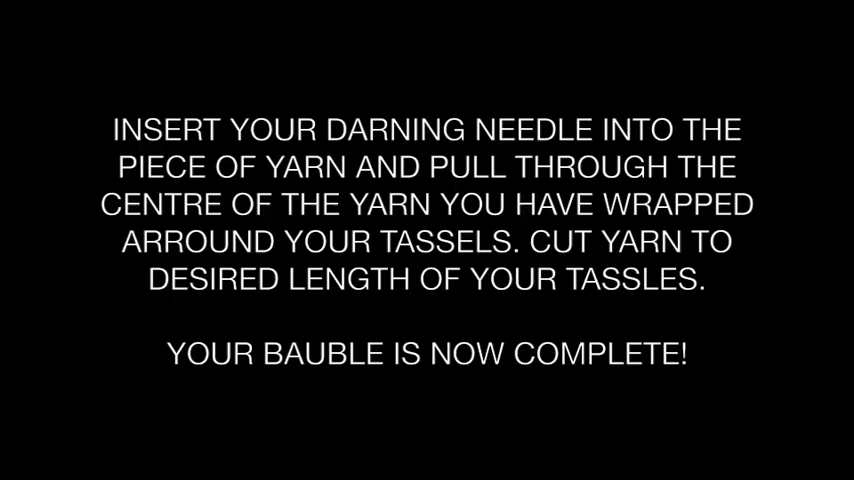 INSERT YOUR DARNING NEEDLE INTO THE
PIECE OF YARN AND PULL THROUGH THE
CENTRE OF THE YARN YOU HAVE WRAPPED
ARROUND YOUR TASSELS. CUT YARN TO
DESIRED LENGTH OF YOUR TASSLES.
YOUR BAUBLE IS NOW COMPLETE!